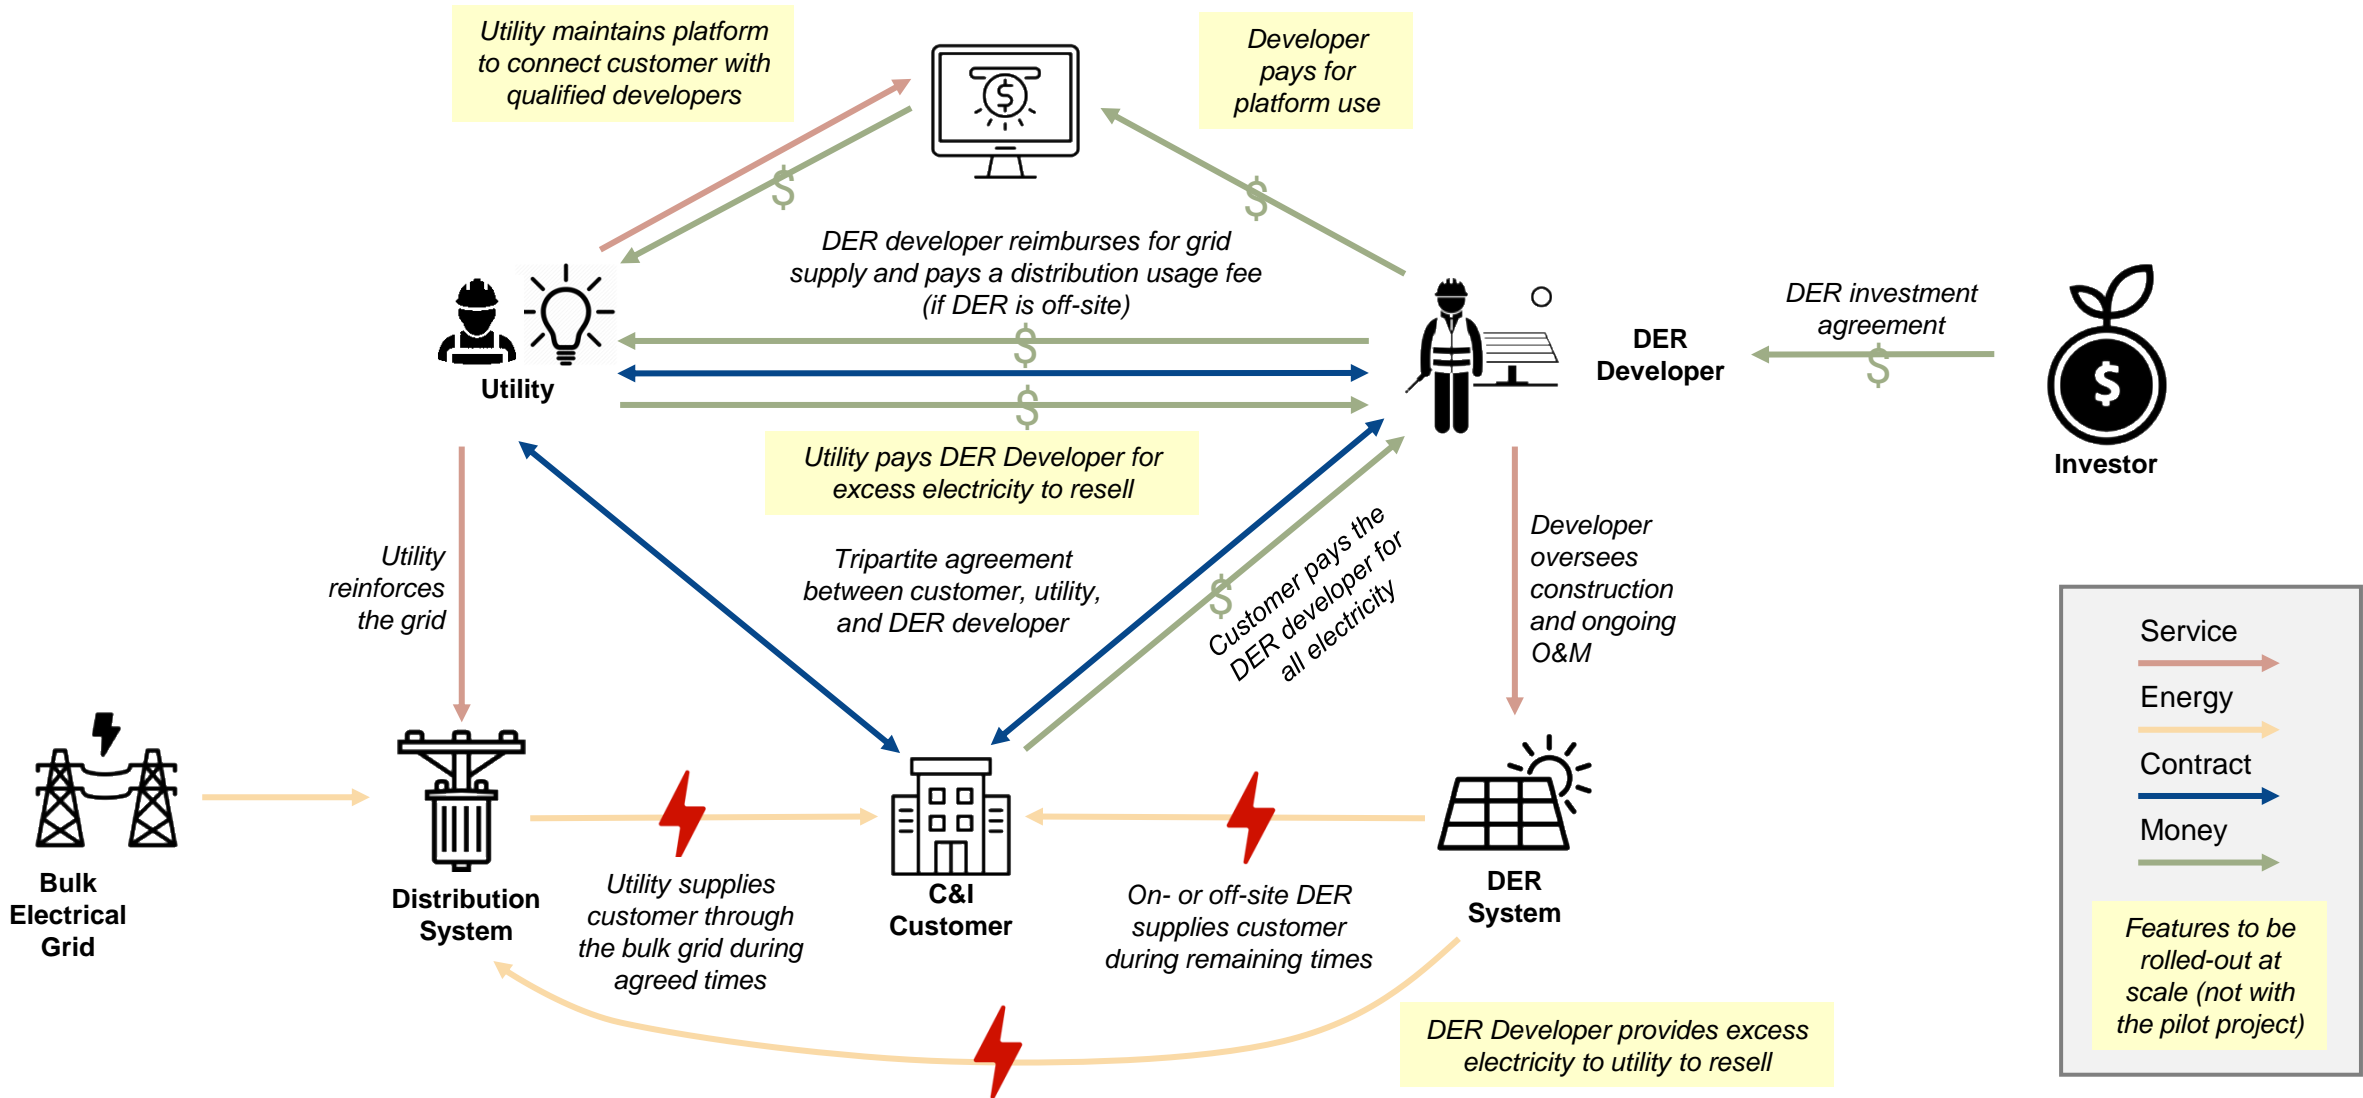 Utility maintains platform
to connect customer with
qualified developers
$
Developer
pays for
platform use
$
$
DER developer reimburses for grid
supply and pays a distribution usage fee
(if DER is off-site)
$
$
Utility
DER
Developer
DER investment
agreement
$
$
Investor
Utility pays DER Developer for
excess electricity to resell
Utility
reinforces
the grid
Tripartite agreement
between customer, utility,
and DER developer
$
Customer pays the
DER developer for
all electricity
Developer
oversees
construction
and ongoing
O&M
Bulk
Electrical
Grid
Distribution
System
Utility supplies
customer through
the bulk grid during
agreed times
C&I
Customer
On- or off-site DER
supplies customer
during remaining times
DER
System
DER Developer provides excess
electricity to utility to resell
Service
Energy
Contract
Money
Features to be
rolled-out at
scale (not with
the pilot project)